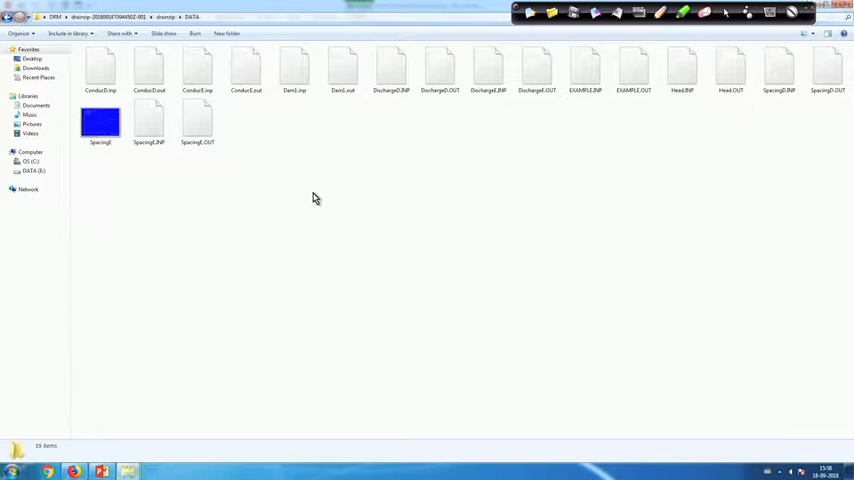 DRM ▸ drainzip-20180918T094450Z-001 ▸ drainzip ▸ DATA
Organize ▾ Include in library ▾ Share with ▾ Slide show Burn New folder
Favorites
Desktop
Downloads
Recent Places
Libraries
Documents
Music
Pictures
Videos
Computer
OS (C:)
DATA (E:)
Network
ConducD.inp ConducD.out ConducE.inp ConducE.out Dam1.inp Dam1.out DischargeD.INP DischargeD.OUT DischargeE.INP DischargeE.OUT EXAMPLE.INP EXAMPLE.OUT Head.INP Head.OUT SpacingD.INP SpacingD.OUT
SpacingE SpacingE.INP SpacingE.OUT
19 items
15:58
18-09-2018